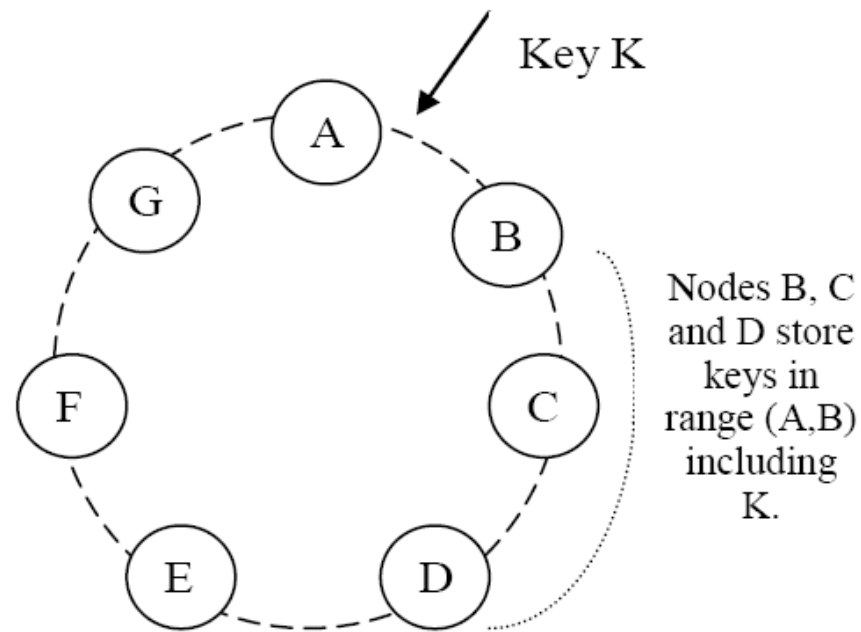 Key K
A
G
B
Nodes B, C
and D store
keys in
range (A,B)
including
K.
F
C
E
D